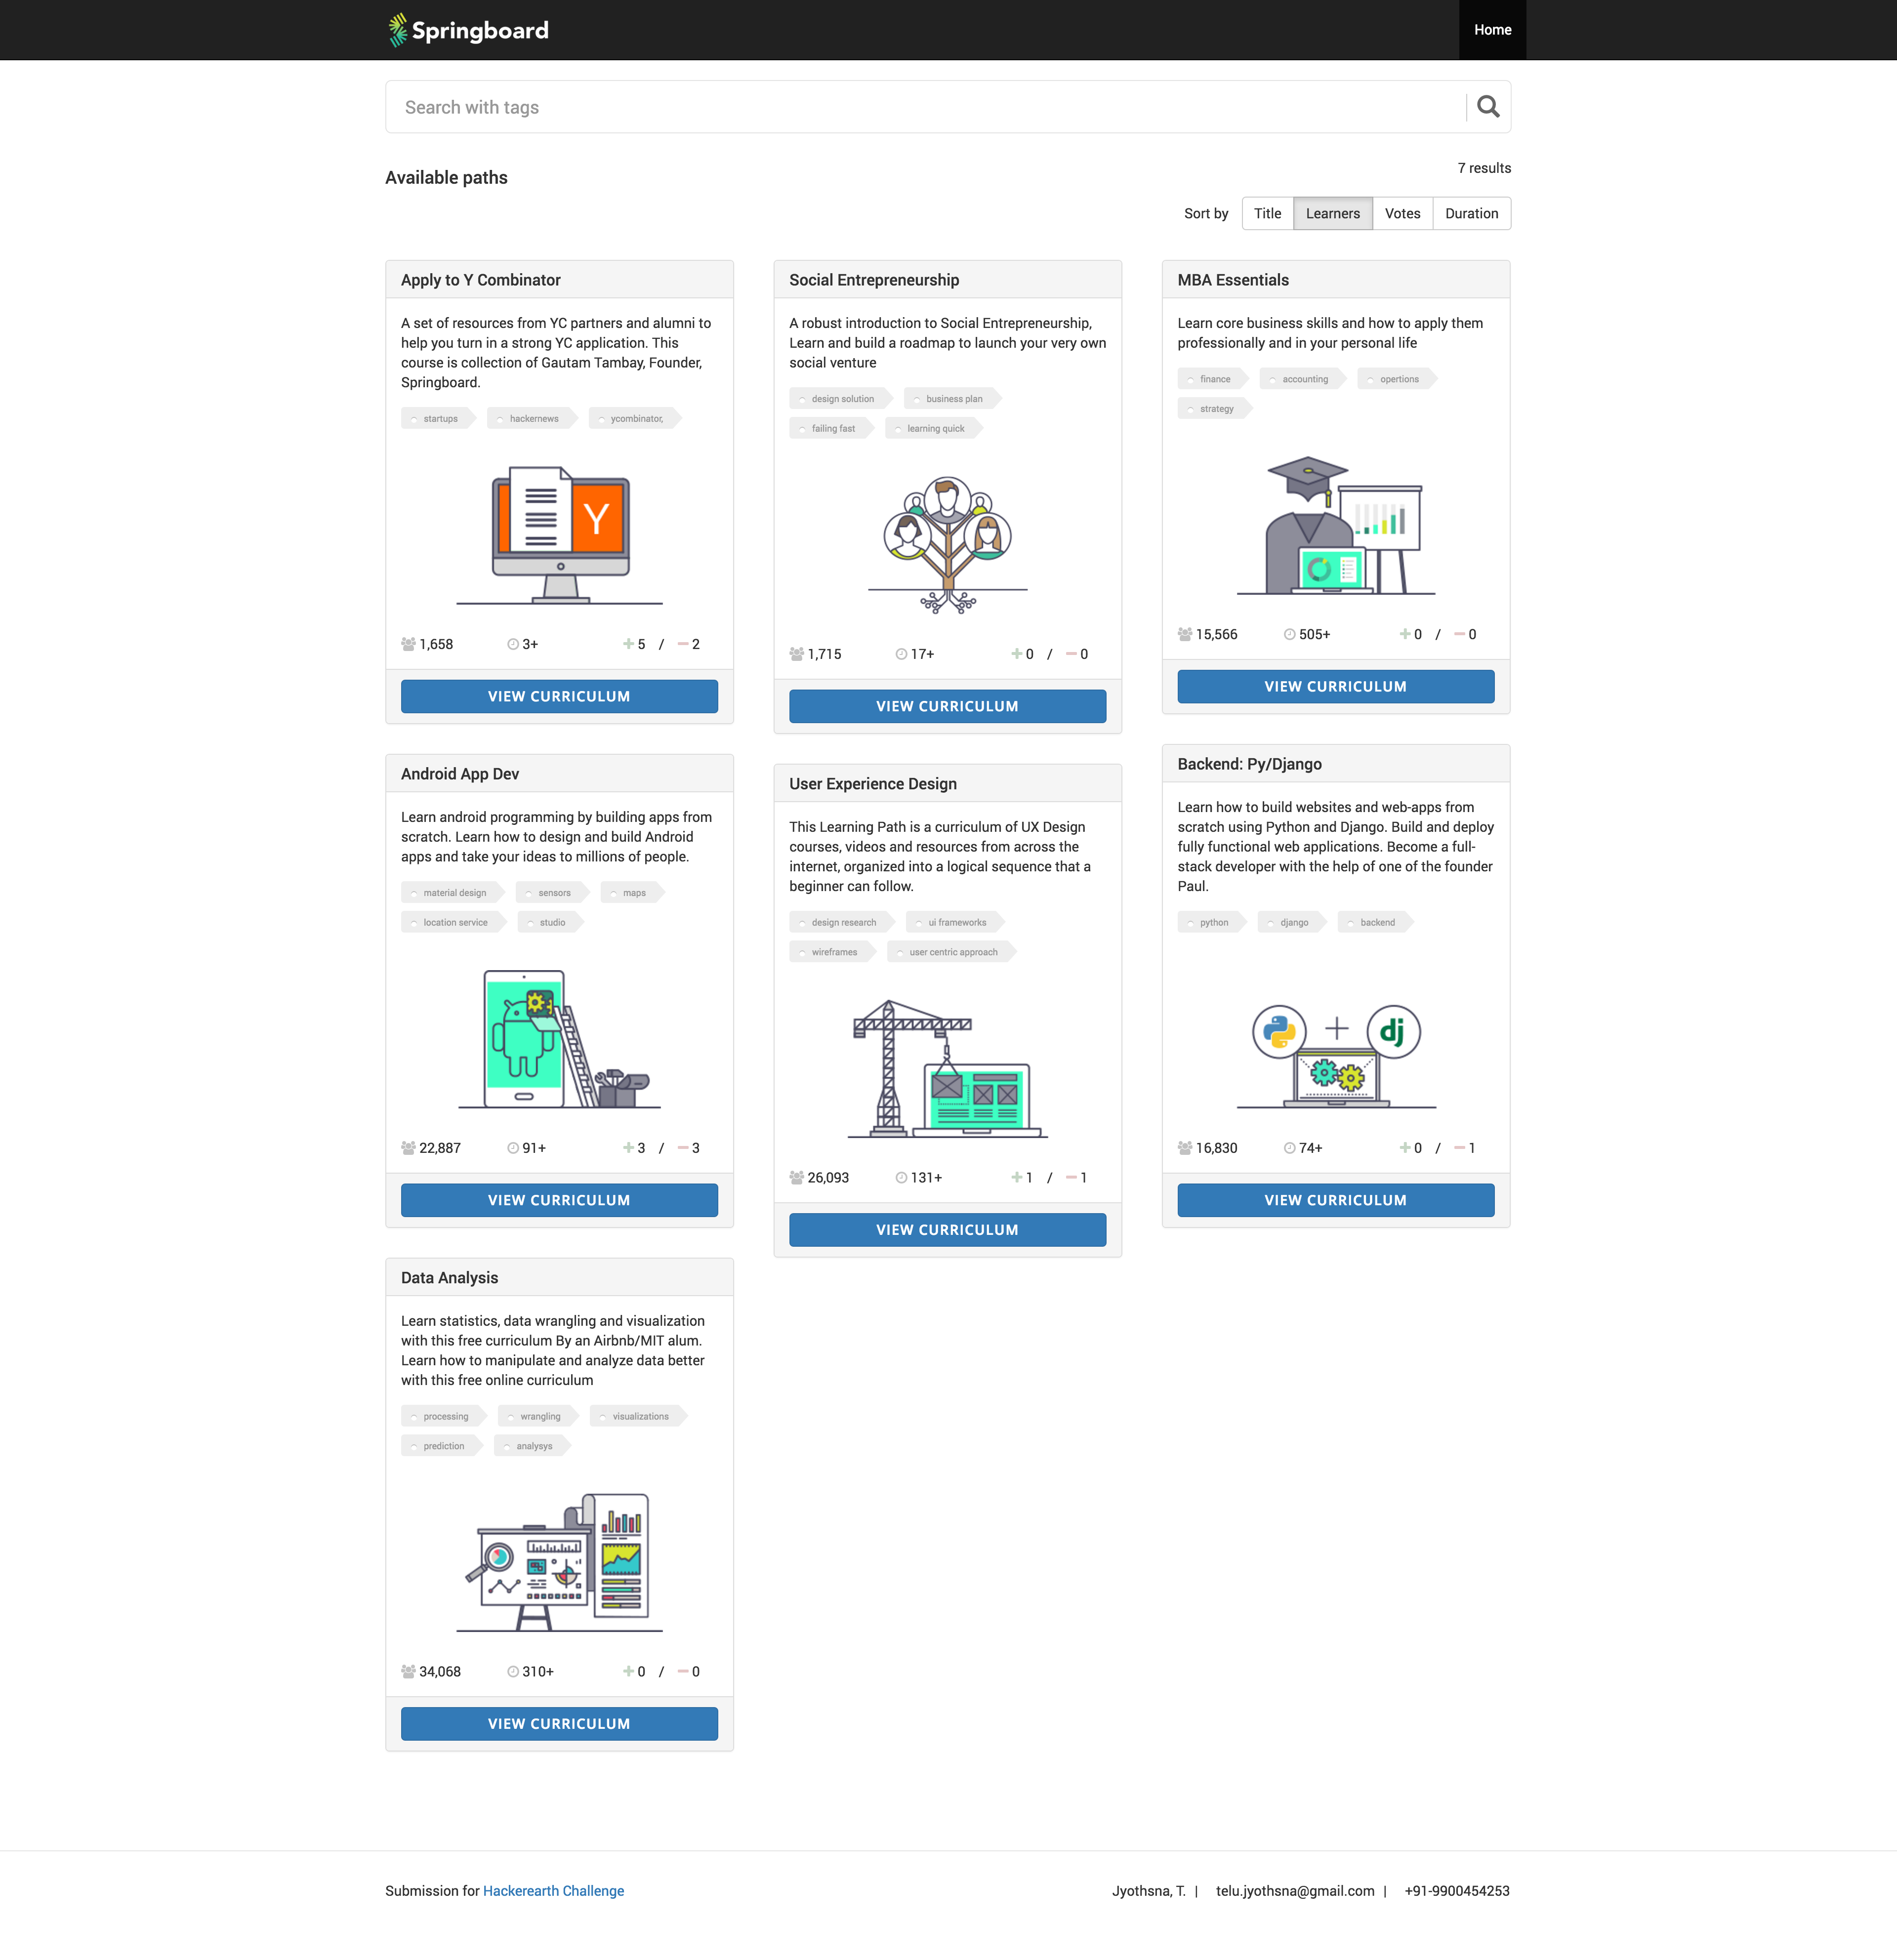 Springboard
Home
Search with tags
Available paths
7 results
Sort by
Title
Learners
Votes
Duration
Apply to Y Combinator
A set of resources from YC partners and alumni to
help you turn in a strong YC application. This
course is collection of Gautam Tambay, Founder,
Springboard.
startups
hackernews
ycombinator,
Y
1,658
3+
5 / 2
VIEW CURRICULUM
Social Entrepreneurship
A robust introduction to Social Entrepreneurship,
Learn and build a roadmap to launch your very own
social venture
design solution
business plan
failing fast
learning quick
1,715
17+
0 / 0
VIEW CURRICULUM
MBA Essentials
Learn core business skills and how to apply them
professionally and in your personal life
finance
accounting
opertions
strategy
15,566
505+
0 / 0
VIEW CURRICULUM
Android App Dev
Learn android programming by building apps from
scratch. Learn how to design and build Android
apps and take your ideas to millions of people.
material design
sensors
maps
location service
studio
22,887
91+
3 / 3
VIEW CURRICULUM
User Experience Design
This Learning Path is a curriculum of UX Design
courses, videos and resources from across the
internet, organized into a logical sequence that a
beginner can follow.
design research
ui frameworks
wireframes
user centric approach
26,093
131+
1 / 1
VIEW CURRICULUM
Backend: Py/Django
Learn how to build websites and web-apps from
scratch using Python and Django. Build and deploy
fully functional web applications. Become a full-
stack developer with the help of one of the founder
Paul.
python
django
backend
dj
16,830
74+
0 / 1
VIEW CURRICULUM
Data Analysis
Learn statistics, data wrangling and visualization
with this free curriculum By an Airbnb/MIT alum.
Learn how to manipulate and analyze data better
with this free online curriculum
processing
wrangling
visualizations
prediction
analysys
34,068
310+
0 / 0
VIEW CURRICULUM
Submission for Hackerearth Challenge
Jyothsna, T. | telu.jyothsna@gmail.com | +91-9900454253